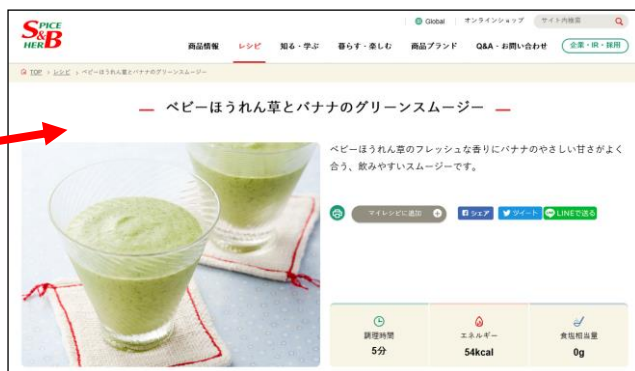 SPICE
S&B
HERB
Global
オンラインショップ
サイト内検索
商品情報
レシピ
知る・学ぶ
暮らす・楽しむ
商品ブランド
Q&A・お問い合わせ
企業・IR・採用
TOP › レシピ › ベビーほうれん草とバナナのグリーンスムージー
ベビーほうれん草とバナナのグリーンスムージー
ベビーほうれん草のフレッシュな香りにバナナのやさしい甘さがよく
合う、飲みやすいスムージーです。
マイレシピに追加
シェア
ツイート
LINEで送る
調理時間
5分
エネルギー
54kcal
食塩相当量
0g